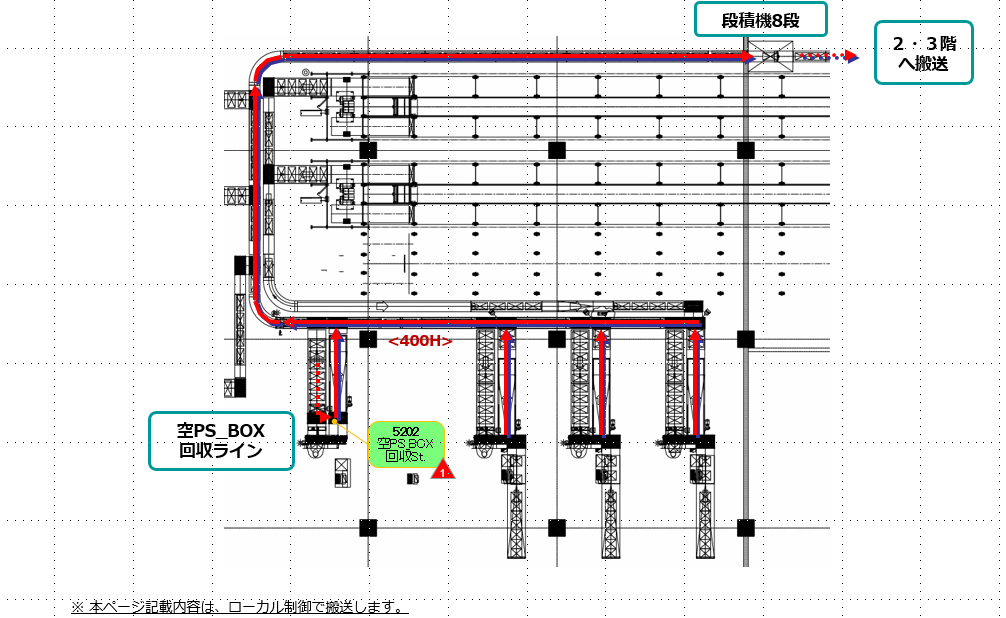 段積機8段
２・３階
へ搬送
<400H>
空PS_BOX
回収ライン
5202
空PS BOX
回収St.
1
※ 本ページ記載内容は、ローカル制御で搬送します。